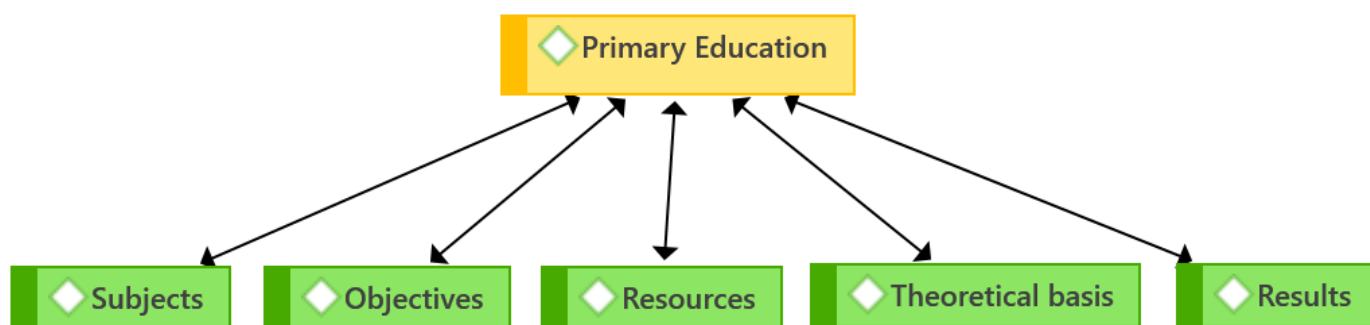 Primary Education
Subjects
Objectives
Resources
Theoretical basis
Results